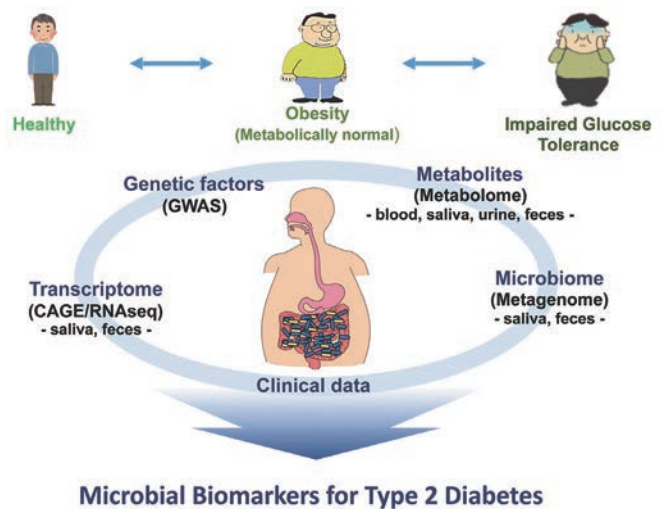 Healthy
Obesity
(Metabolically normal)
Impaired Glucose
Tolerance
Genetic factors
(GWAS)
Metabolites
(Metabolome)
- blood, saliva, urine, feces -
Transcriptome
(CAGE/RNAseq)
- saliva, feces -
Microbiome
(Metagenome)
- saliva, feces -
Clinical data
Microbial Biomarkers for Type 2 Diabetes